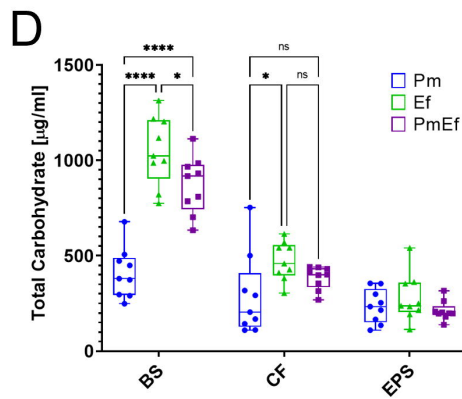 D
**** ns
**** * * ns
Total Carbohydrate [µg/ml]
1500
1000
500
0
Pm
Ef
PmEf
BS CF EPS